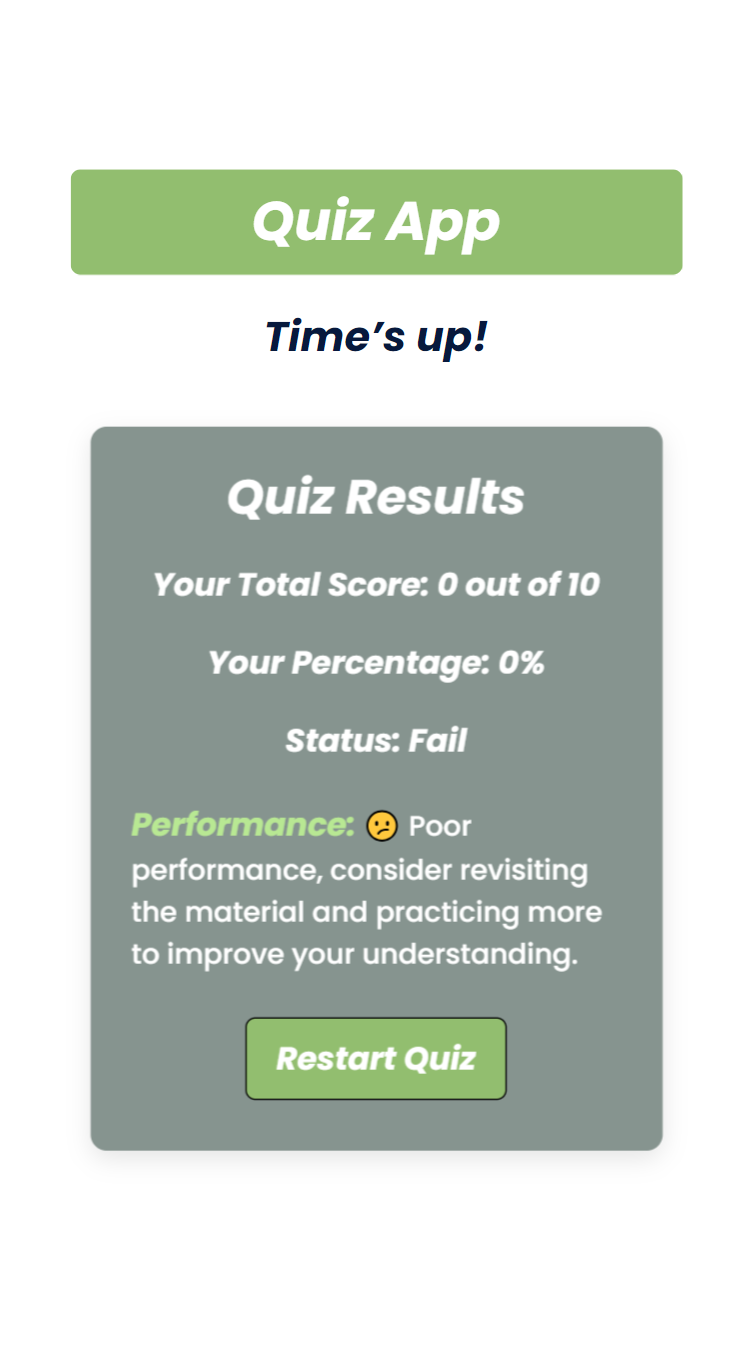 Quiz App
Time’s up!
Quiz Results
Your Total Score: 0 out of 10
Your Percentage: 0%
Status: Fail
Performance: 😕 Poor
performance, consider revisiting
the material and practicing more
to improve your understanding.
Restart Quiz